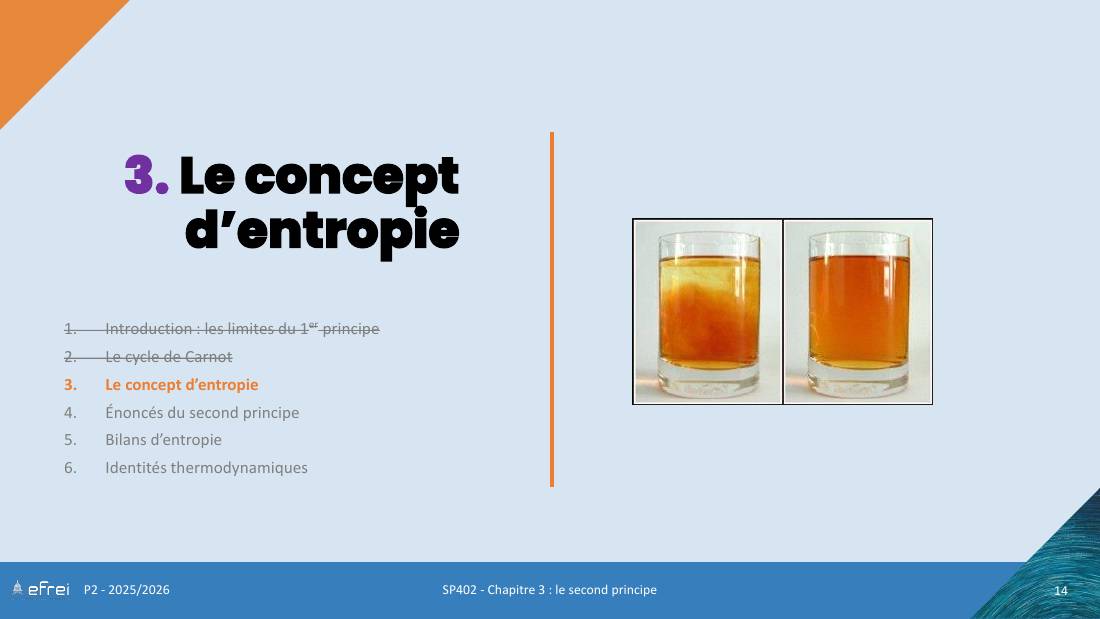 3. Le concept
d’entropie
1. Introduction : les limites du 1er principe
2. Le cycle de Carnot
3. Le concept d’entropie
4. Énoncés du second principe
5. Bilans d’entropie
6. Identités thermodynamiques
efrei P2 - 2025/2026 SP402 - Chapitre 3 : le second principe 14